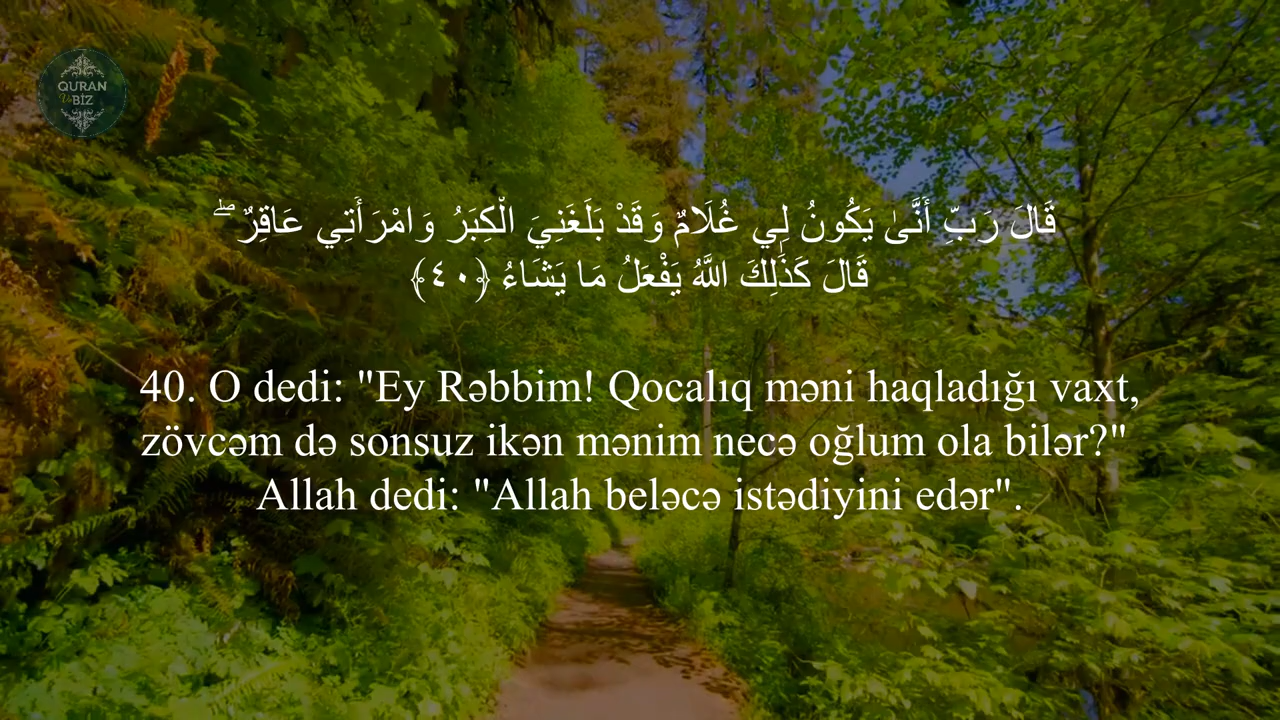 QURAN
Və BİZ
قَالَ رَبِّ أَنَّىٰ يَكُونُ لِي غُلَامٌ وَقَدْ بَلَغَنِيَ الْكِبَرُ وَامْرَأَتِي عَاقِرٌ ۖ
قَالَ كَذَٰلِكَ اللَّهُ يَفْعَلُ مَا يَشَاءُ ﴿٤٠﴾
40. O dedi: "Ey Rəbbim! Qocalıq məni haqladığı vaxt,
zövcəm də sonsuz ikən mənim necə oğlum ola bilər?"
Allah dedi: "Allah beləcə istədiyini edər".